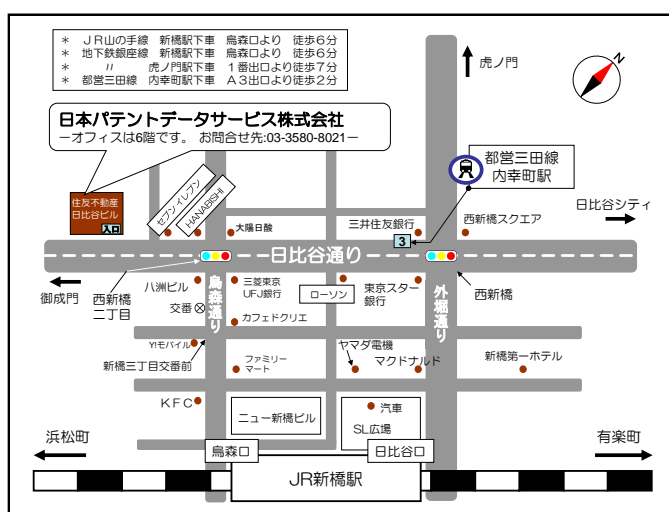 ＊　ＪＲ山の手線　新橋駅下車　烏森口より　徒歩６分
＊　地下鉄銀座線　新橋駅下車　烏森口より　徒歩６分
＊　　　〃　　　虎ノ門駅下車　１番出口より徒歩７分
＊　都営三田線　内幸町駅下車　Ａ３出口より徒歩２分
虎ノ門
N
日本パテントデータサービス株式会社
－オフィスは6階です。 お問合せ先:03-3580-8021－
都営三田線
内幸町駅
住友不動産
日比谷ビル
入口
セブンイレブン
HANABISHI
大陽日酸
三井住友銀行
3
西新橋スクエア
日比谷シティ
日比谷通り
御成門
西新橋
二丁目
八洲ビル
三菱東京
UFJ銀行
ローソン
東京スター
銀行
西新橋
交番
烏森通り
外堀通り
カフェドクリエ
Y!モバイル
新橋三丁目交番前
ファミリー
マート
ヤマダ電機
マクドナルド
新橋第一ホテル
ＫＦＣ
ニュー新橋ビル
汽車
SL広場
浜松町
烏森口
日比谷口
有楽町
JR新橋駅